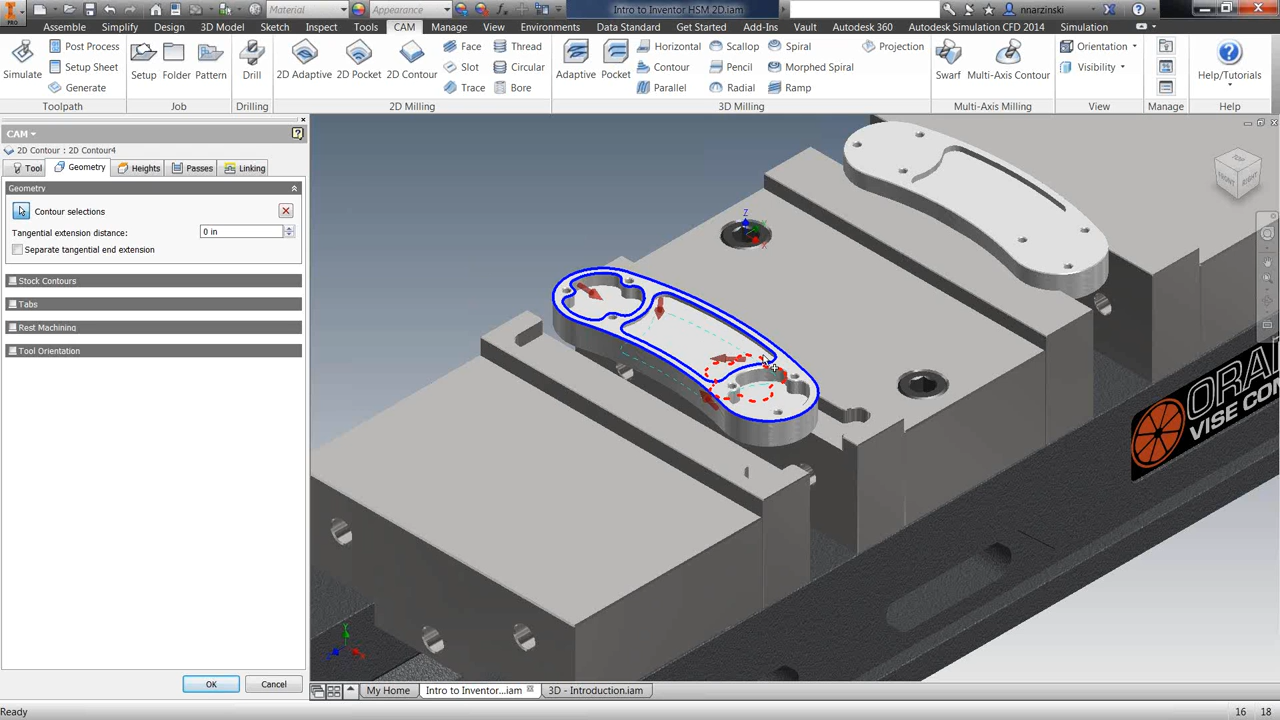 PRO
Material
Appearance
Intro to Inventor HSM 2D.iam
nnarzinski
Assemble Simplify Design 3D Model Sketch Inspect Tools CAM Manage View Environments Data Standard Get Started Add-Ins Vault Autodesk 360 Autodesk Simulation CFD 2014 Simulation
Simulate Post Process Setup Sheet Generate
Setup Folder Pattern
Drill
2D Adaptive 2D Pocket 2D Contour Face Slot Trace Thread Circular Bore
Adaptive Pocket Horizontal Contour Parallel Scallop Pencil Radial Spiral Morphed Spiral Ramp Projection
Swarf Multi-Axis Contour
Orientation Visibility
Help/Tutorials
Toolpath Job Drilling 2D Milling 3D Milling Multi-Axis Milling View Manage Help
CAM
2D Contour : 2D Contour4
Tool Geometry Heights Passes Linking
Geometry
Contour selections
Tangential extension distance: 0 in
Separate tangential end extension
Stock Contours
Tabs
Rest Machining
Tool Orientation
OK Cancel
Z
X
TOP
FRONT RIGHT
ORAN
VISE CO
Y
X
My Home Intro to Inventor...iam 3D - Introduction.iam
Ready 16 18